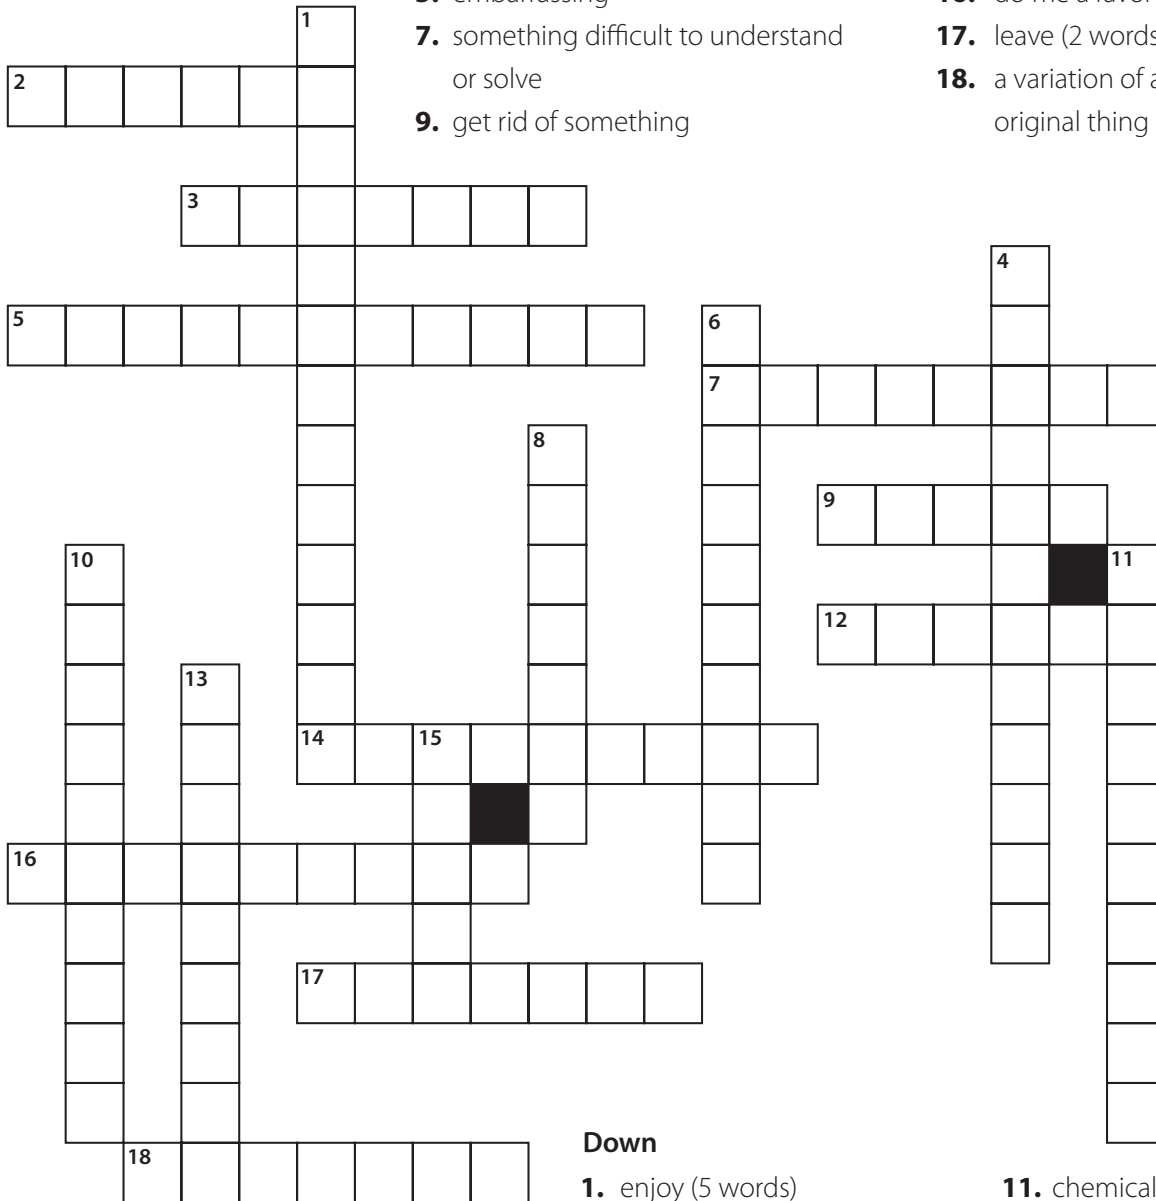 7. something difficult to understand
or solve
9. get rid of something
17. leave (2 words
18. a variation of a
original thing
1
2
3
4
5
6
7
8
9
10
11
12
13
14 15
16
17
18
Down
1. enjoy (5 words)
11. chemical